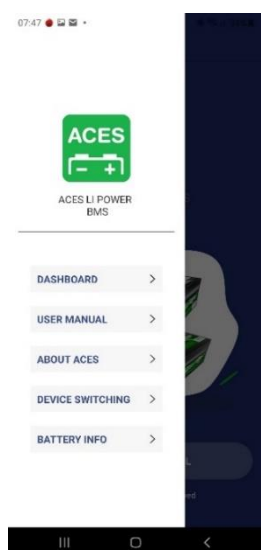 07:47
ACES
ACES LI POWER
BMS
DASHBOARD
USER MANUAL
ABOUT ACES
DEVICE SWITCHING
BATTERY INFO